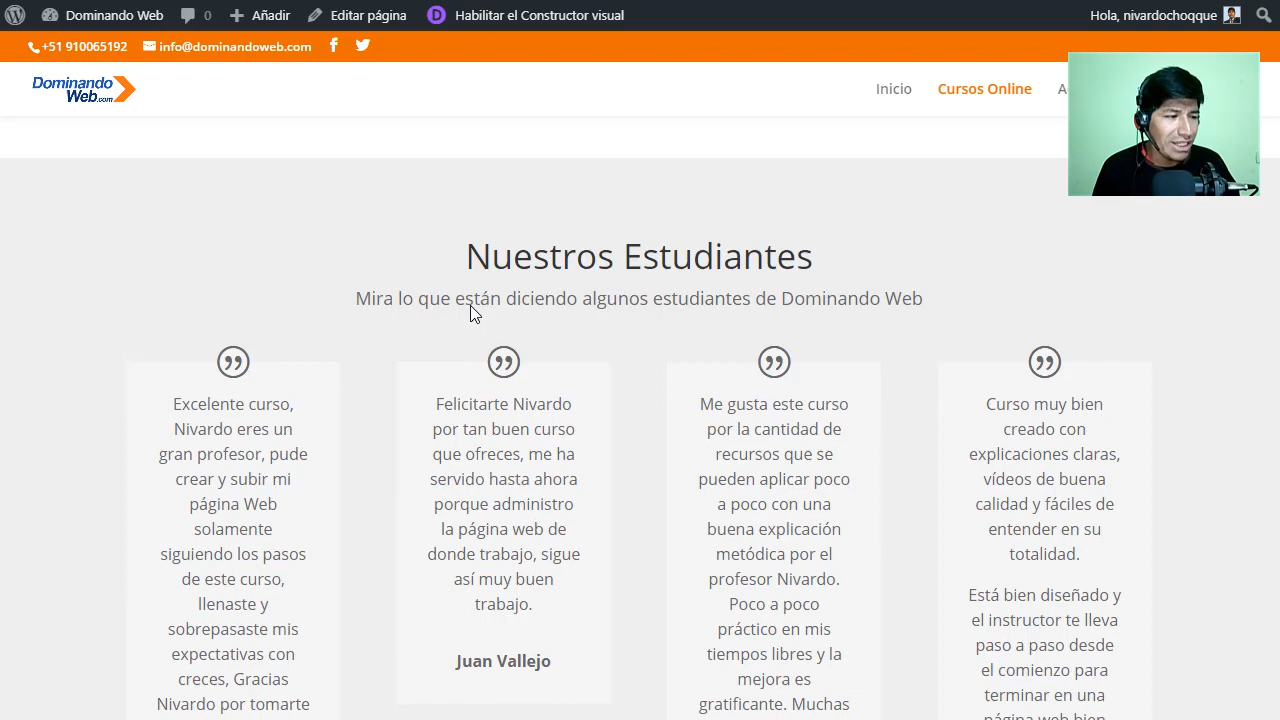 Dominando Web 0 Añadir Editar página Habilitar el Constructor visual Hola, nivardochoqque
+51 910065192 info@dominandoweb.com
Dominando
Web.com
Inicio Cursos Online
Nuestros Estudiantes
Mira lo que están diciendo algunos estudiantes de Dominando Web
Excelente curso,
Nivardo eres un
gran profesor, pude
crear y subir mi
página Web
solamente
siguiendo los pasos
de este curso,
llenaste y
sobrepasaste mis
expectativas con
creces, Gracias
Nivardo por tomarte
Felicitarte Nivardo
por tan buen curso
que ofreces, me ha
servido hasta ahora
porque administro
la página web de
donde trabajo, sigue
así muy buen
trabajo.
Juan Vallejo
Me gusta este curso
por la cantidad de
recursos que se
pueden aplicar poco
a poco con una
buena explicación
metódica por el
profesor Nivardo.
Poco a poco
práctico en mis
tiempos libres y la
mejora es
gratificante. Muchas
Curso muy bien
creado con
explicaciones claras,
vídeos de buena
calidad y fáciles de
entender en su
totalidad.
Está bien diseñado y
el instructor te lleva
paso a paso desde
el comienzo para
terminar en una
página web bien